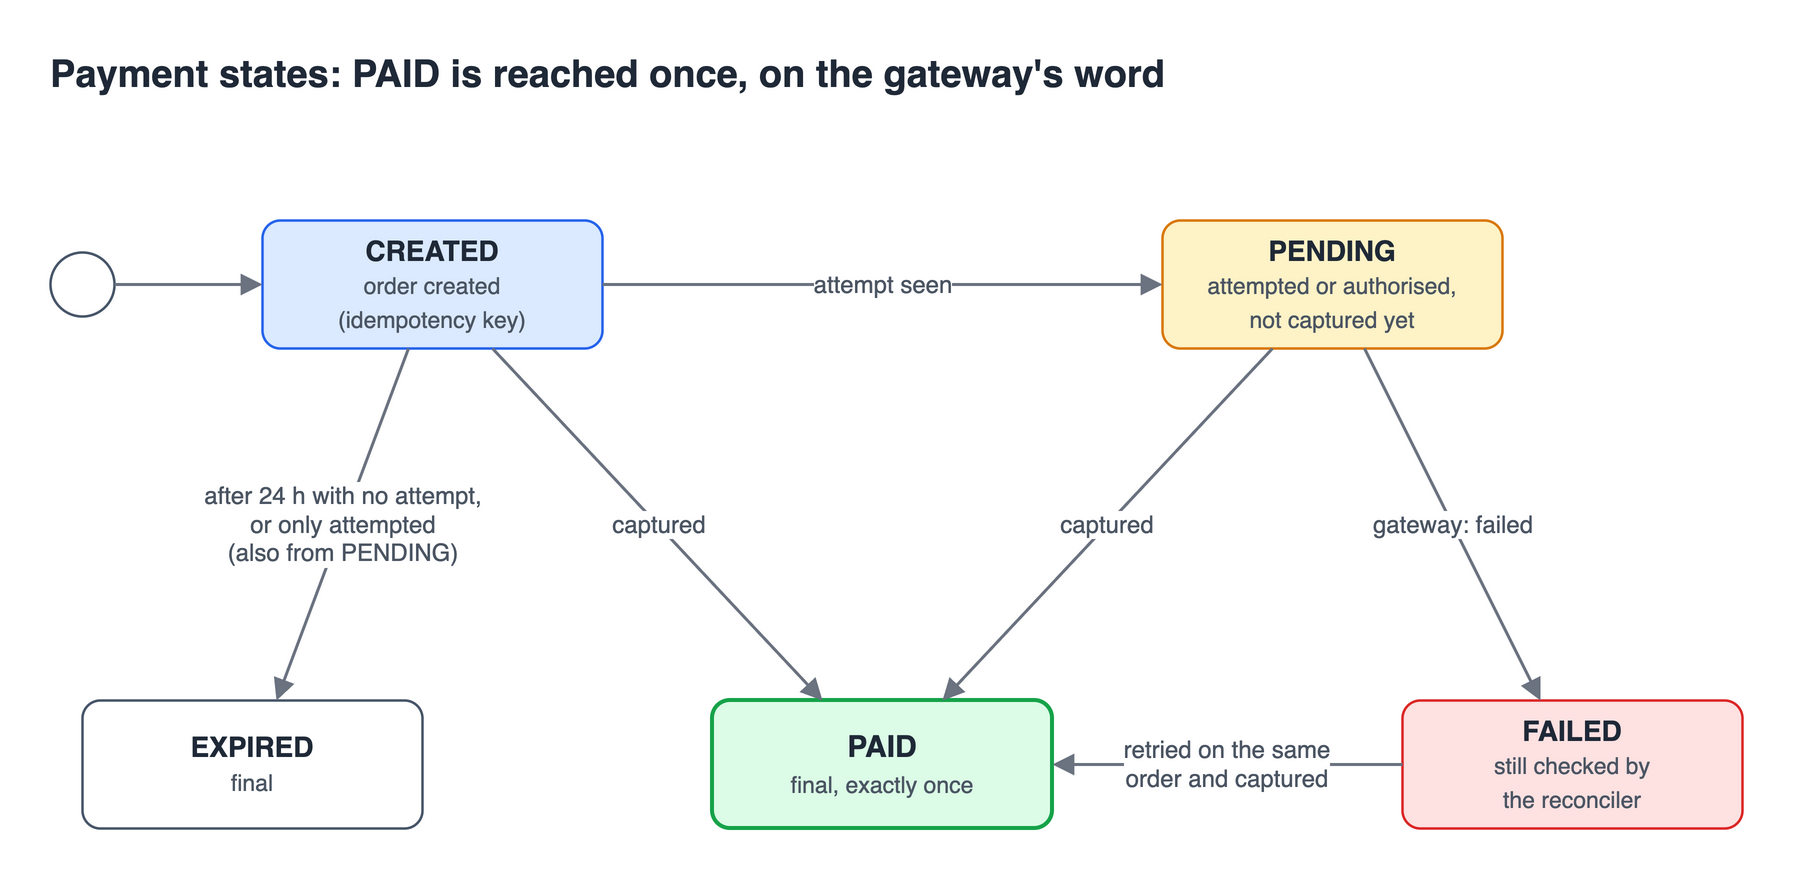 Payment states: PAID is reached once, on the gateway's word
CREATED
order created
(idempotency key)
attempt seen
PENDING
attempted or authorised,
not captured yet
after 24 h with no attempt,
or only attempted
(also from PENDING)
captured
captured
gateway: failed
EXPIRED
final
PAID
final, exactly once
retried on the same
order and captured
FAILED
still checked by
the reconciler